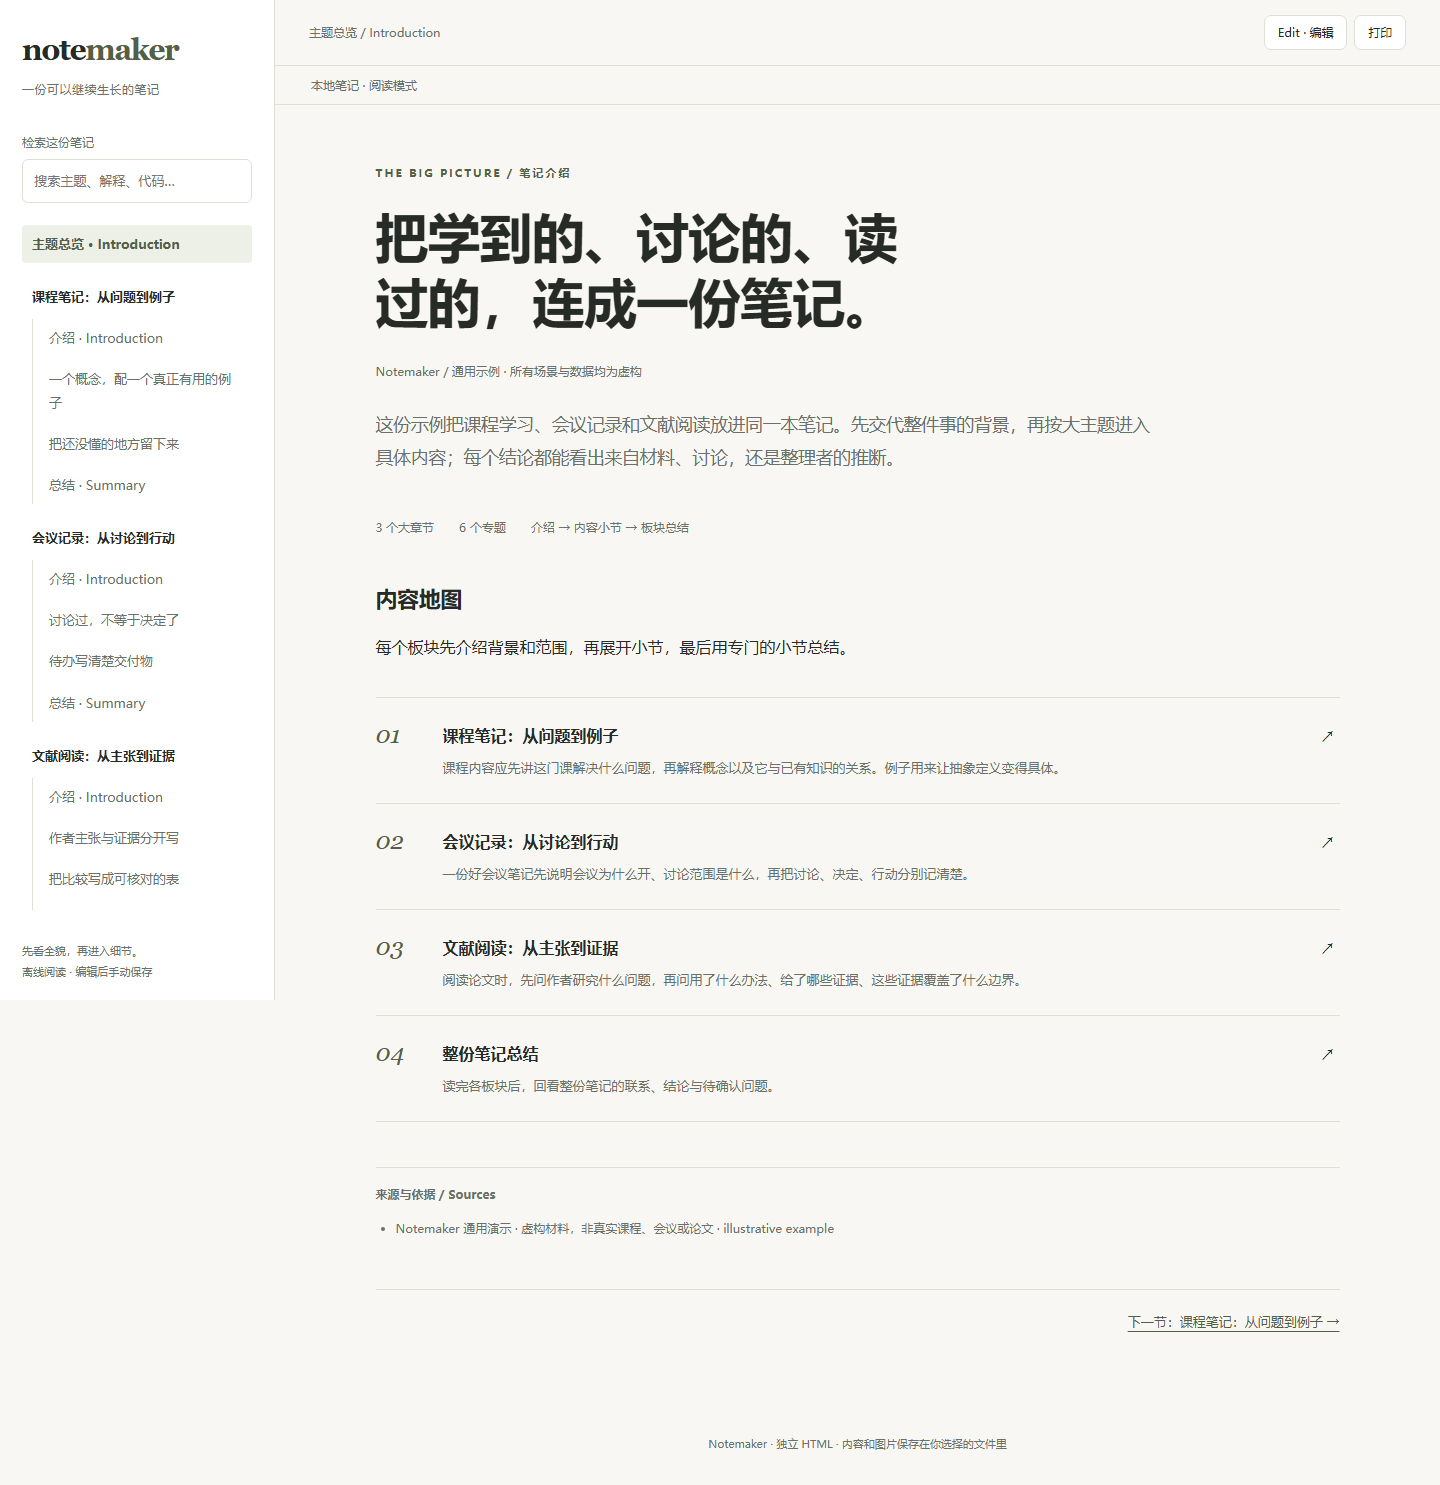 notemaker
一份可以继续生长的笔记
检索这份笔记
搜索主题、解释、代码...
主题总览 • Introduction
课程笔记：从问题到例子
介绍 · Introduction
一个概念，配一个真正有用的例
子
把还没懂的地方留下来
总结 · Summary
会议记录：从讨论到行动
介绍 · Introduction
讨论过，不等于决定了
待办写清楚交付物
总结 · Summary
文献阅读：从主张到证据
介绍 · Introduction
作者主张与证据分开写
把比较写成可核对的表
先看全貌，再进入细节。
离线阅读 · 编辑后手动保存
主题总览 / Introduction
Edit · 编辑
打印
本地笔记 · 阅读模式
THE BIG PICTURE / 笔记介绍
把学到的、讨论的、读
过的，连成一份笔记。
Notemaker / 通用示例 · 所有场景与数据均为虚构
这份示例把课程学习、会议记录和文献阅读放进同一本笔记。先交代整件事的背景，再按大主题进入
具体内容；每个结论都能看出来自材料、讨论，还是整理者的推断。
3 个大章节 6 个专题 介绍 → 内容小节 → 板块总结
内容地图
每个板块先介绍背景和范围，再展开小节，最后用专门的小节总结。
01 课程笔记：从问题到例子 ↗
课程内容应先讲这门课解决什么问题，再解释概念以及它与已有知识的关系。例子用来让抽象定义变得具体。
02 会议记录：从讨论到行动 ↗
一份好会议笔记先说明会议为什么开、讨论范围是什么，再把讨论、决定、行动分别记清楚。
03 文献阅读：从主张到证据 ↗
阅读论文时，先问作者研究什么问题，再问用了什么办法、给了哪些证据、这些证据覆盖了什么边界。
04 整份笔记总结 ↗
读完各板块后，回看整份笔记的联系、结论与待确认问题。
来源与依据 / Sources
• Notemaker 通用演示 · 虚构材料，非真实课程、会议或论文 · illustrative example
下一节：课程笔记：从问题到例子 →
Notemaker · 独立 HTML · 内容和图片保存在你选择的文件里